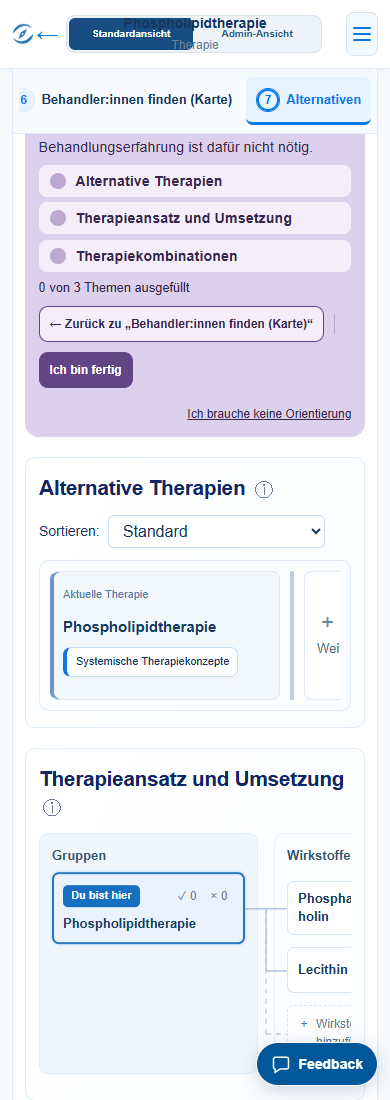 Phospholipidtherapie
Standardansicht
Admin-Ansicht
Therapie
6 Behandler:innen finden (Karte)
7 Alternativen
Behandlungserfahrung ist dafür nicht nötig.
Alternative Therapien
Therapieansatz und Umsetzung
Therapiekombinationen
0 von 3 Themen ausgefüllt
← Zurück zu „Behandler:innen finden (Karte)“
Ich bin fertig
Ich brauche keine Orientierung
Alternative Therapien ⓘ
Sortieren: Standard
Aktuelle Therapie
Phospholipidtherapie
Systemische Therapiekonzepte
+
Wei
Therapieansatz und Umsetzung
ⓘ
Gruppen
Du bist hier ✓ 0 × 0
Phospholipidtherapie
Wirkstoffe
Phospha
holin
Lecithin
+ Wirksto
Feedback